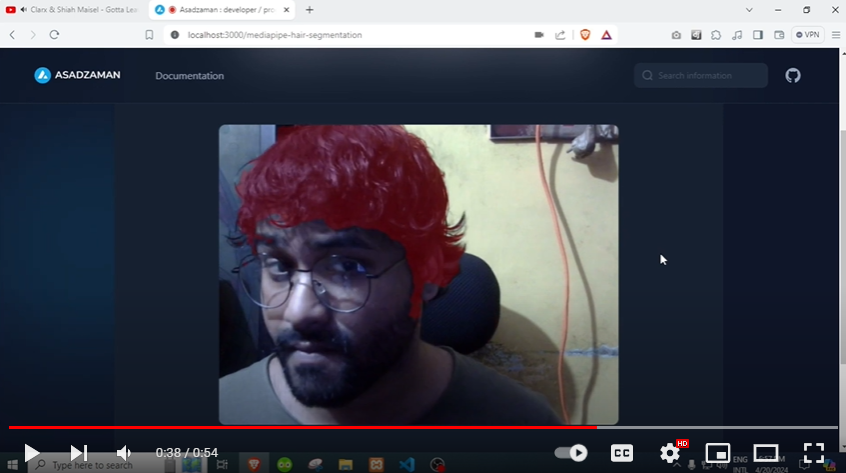 Clarx & Shiah Maisel - Gotta Lea
Asadzaman : developer / pro
localhost:3000/mediapipe-hair-segmentation
VPN
ASADZAMAN
Documentation
Search information
0:38 / 0:54
CC
HD
Type here to search
ENG
INTL
4/20/2024